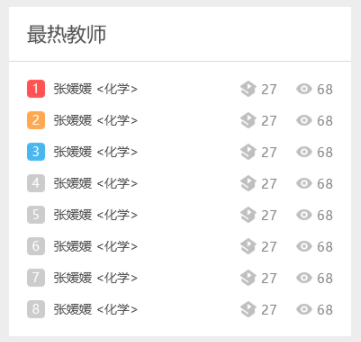 最热教师
1 张媛媛 <化学> 27 68
2 张媛媛 <化学> 27 68
3 张媛媛 <化学> 27 68
4 张媛媛 <化学> 27 68
5 张媛媛 <化学> 27 68
6 张媛媛 <化学> 27 68
7 张媛媛 <化学> 27 68
8 张媛媛 <化学> 27 68